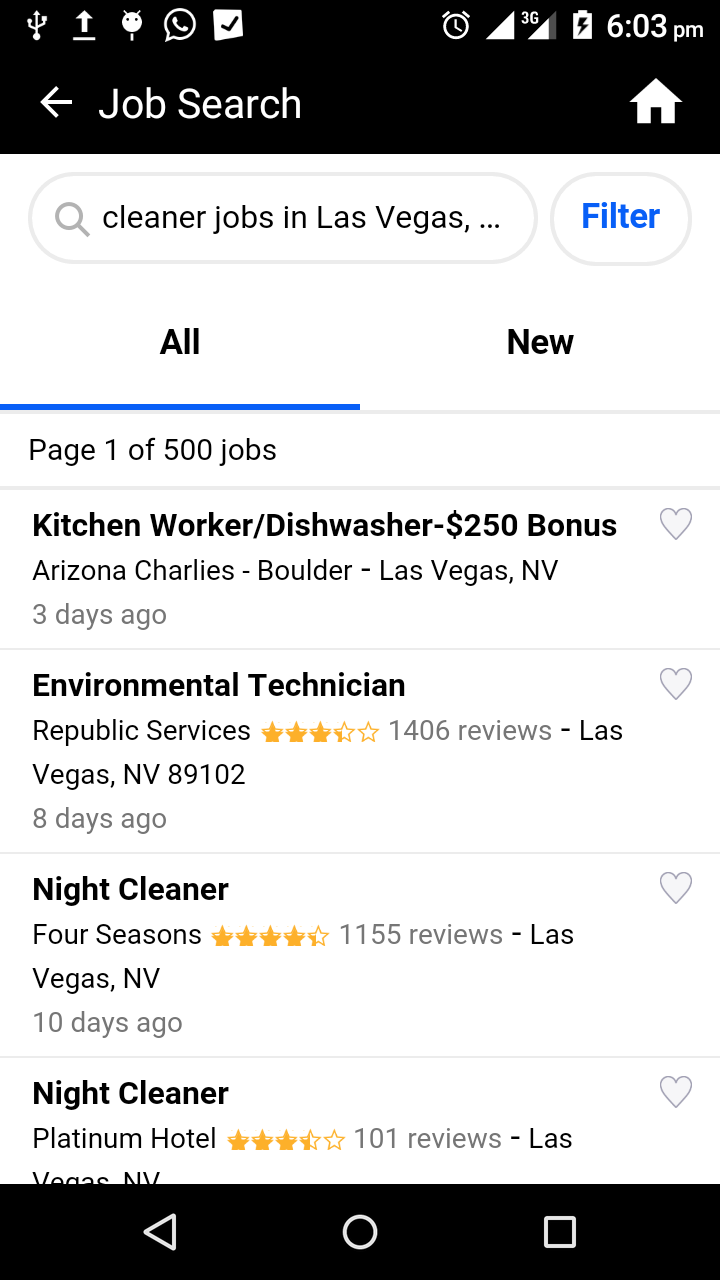 3G 6:03 pm
Job Search
cleaner jobs in Las Vegas, ...
Filter
All New
Page 1 of 500 jobs
Kitchen Worker/Dishwasher-$250 Bonus
Arizona Charlies - Boulder - Las Vegas, NV
3 days ago
Environmental Technician
Republic Services 1406 reviews - Las
Vegas, NV 89102
8 days ago
Night Cleaner
Four Seasons 1155 reviews - Las
Vegas, NV
10 days ago
Night Cleaner
Platinum Hotel 101 reviews - Las
Vegas, NV